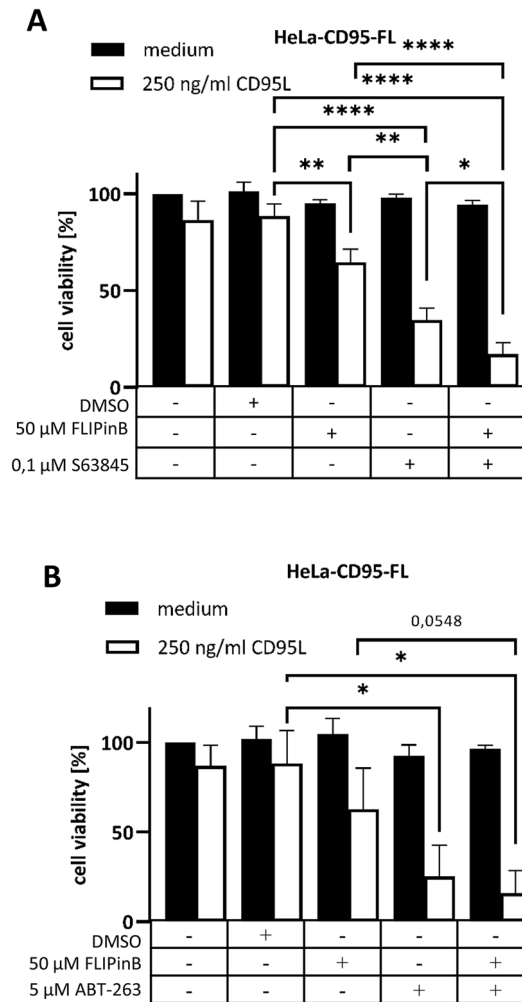 A
HeLa-CD95-FL
medium
250 ng/ml CD95L
****
****
****
**
**
*
cell viability [%]
100
50
0
DMSO - + - - -
50 µM FLIPinB - - + - +
0,1 µM S63845 - - - + +
B
HeLa-CD95-FL
medium
250 ng/ml CD95L
0,0548
*
*
cell viability [%]
100
50
0
DMSO - + - - -
50 µM FLIPinB - - + - +
5 µM ABT-263 - - - + +